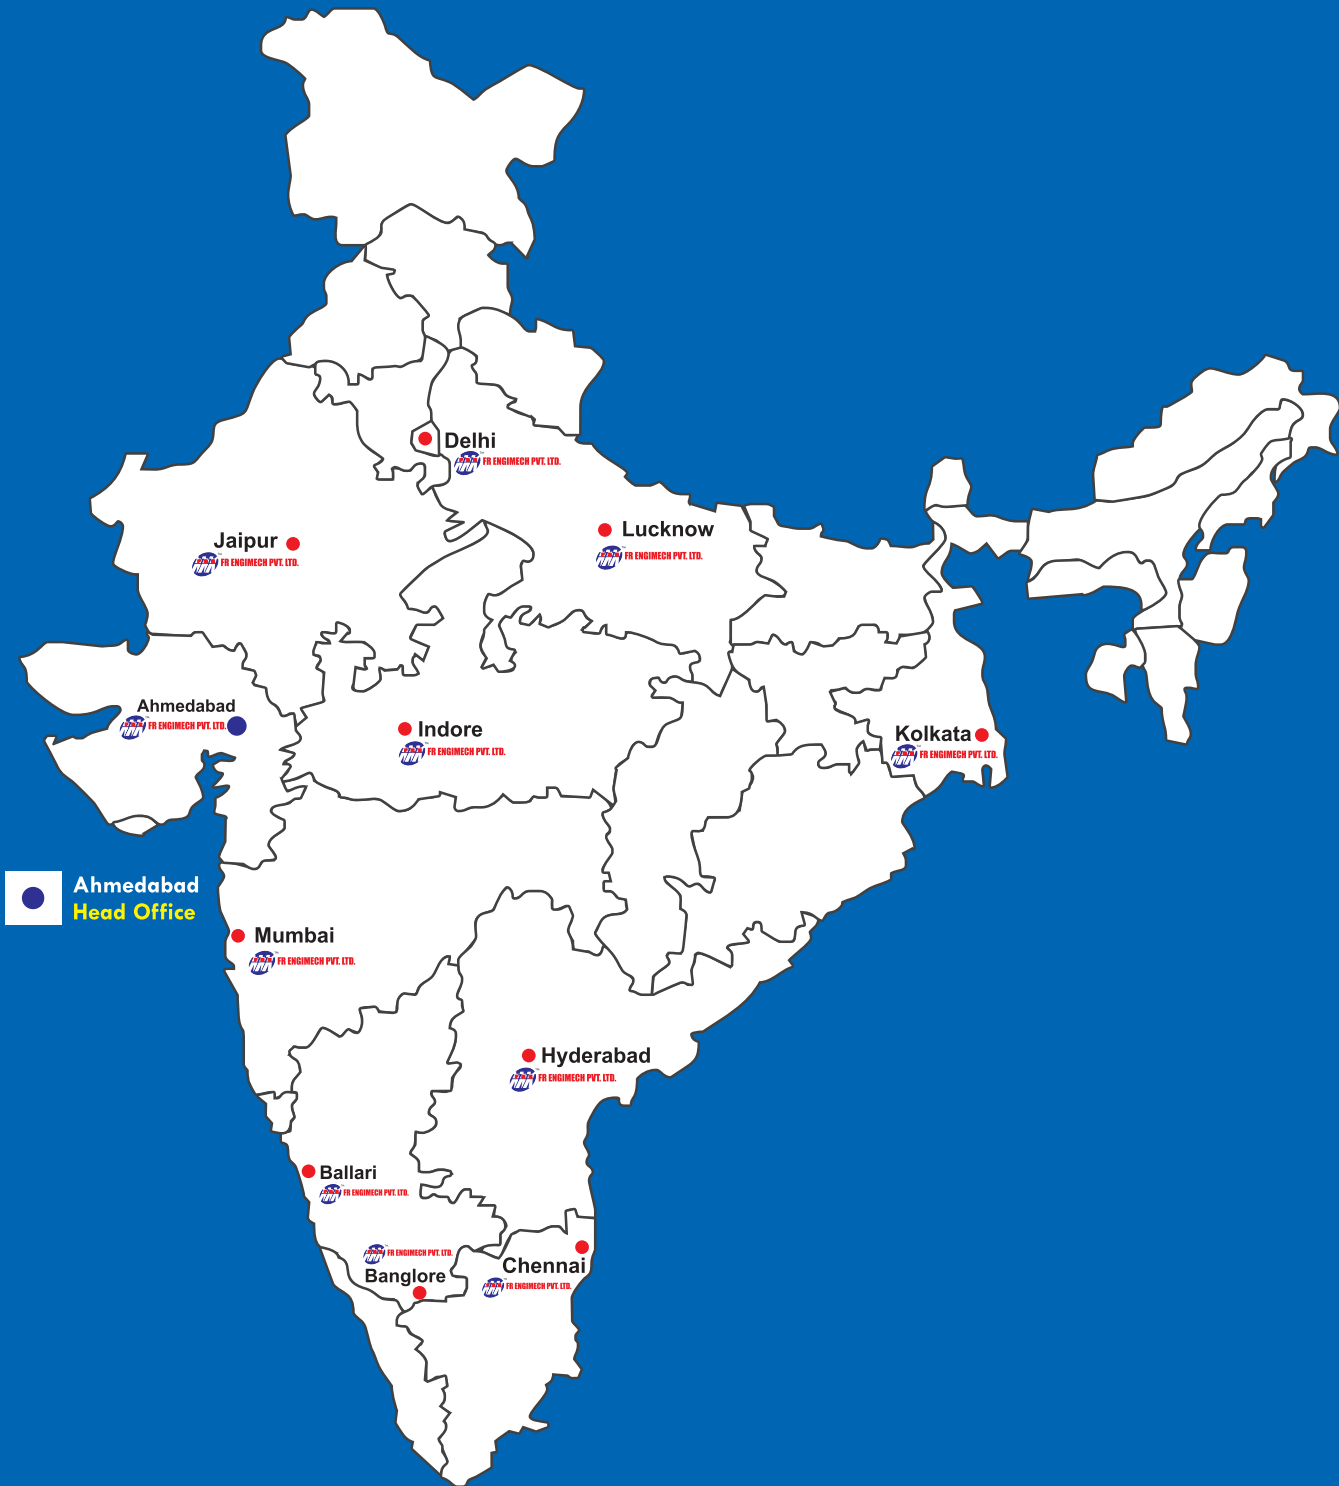 Delhi
FR ENGIMECH PVT. LTD.
Lucknow
FR ENGIMECH PVT. LTD.
Jaipur
FR ENGIMECH PVT. LTD.
Ahmedabad
FR ENGIMECH PVT. LTD.
Indore
FR ENGIMECH PVT. LTD.
Kolkata
FR ENGIMECH PVT. LTD.
Ahmedabad
Head Office
Mumbai
FR ENGIMECH PVT. LTD.
Hyderabad
FR ENGIMECH PVT. LTD.
Ballari
FR ENGIMECH PVT. LTD.
FR ENGIMECH PVT. LTD.
Banglore
Chennai
FR ENGIMECH PVT. LTD.